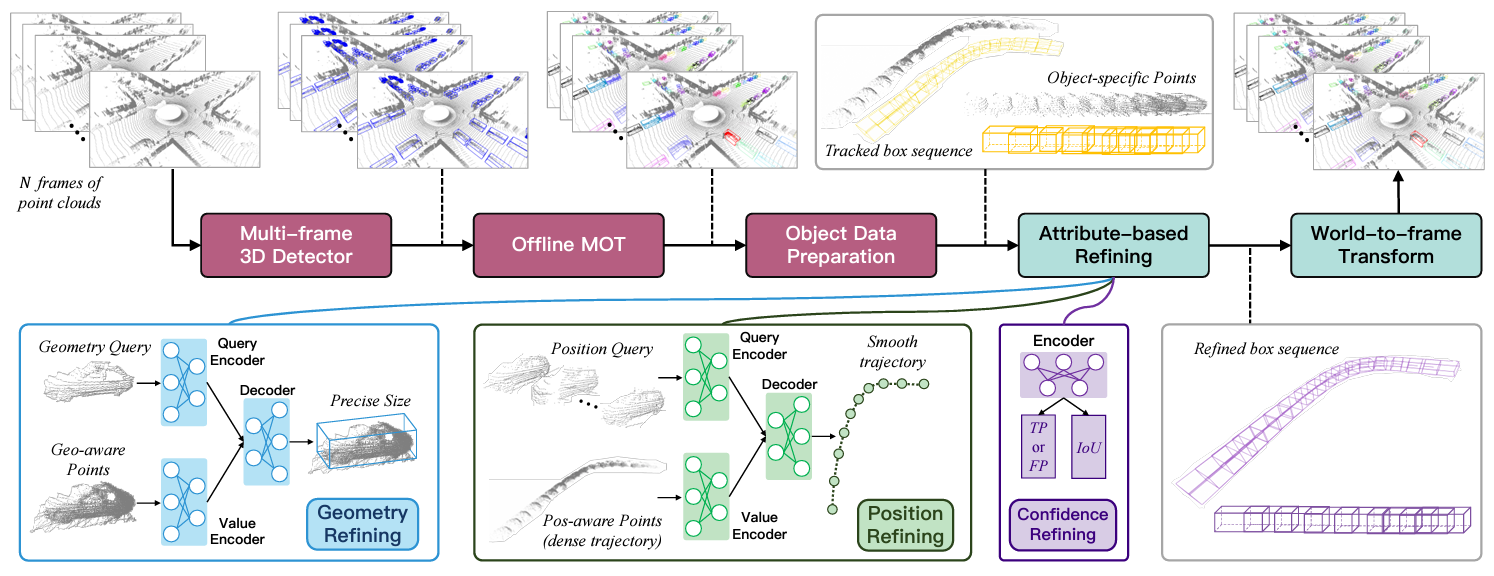 N frames of
point clouds
Object-specific Points
Tracked box sequence
Multi-frame
3D Detector
Offline MOT
Object Data
Preparation
Attribute-based
Refining
World-to-frame
Transform
Geometry Query
Query
Encoder
Decoder
Precise Size
Geo-aware
Points
Value
Encoder
Geometry
Refining
Position Query
Query
Encoder
Decoder
Smooth
trajectory
Pos-aware Points
(dense trajectory)
Value
Encoder
Position
Refining
Encoder
TP
or
FP
IoU
Confidence
Refining
Refined box sequence